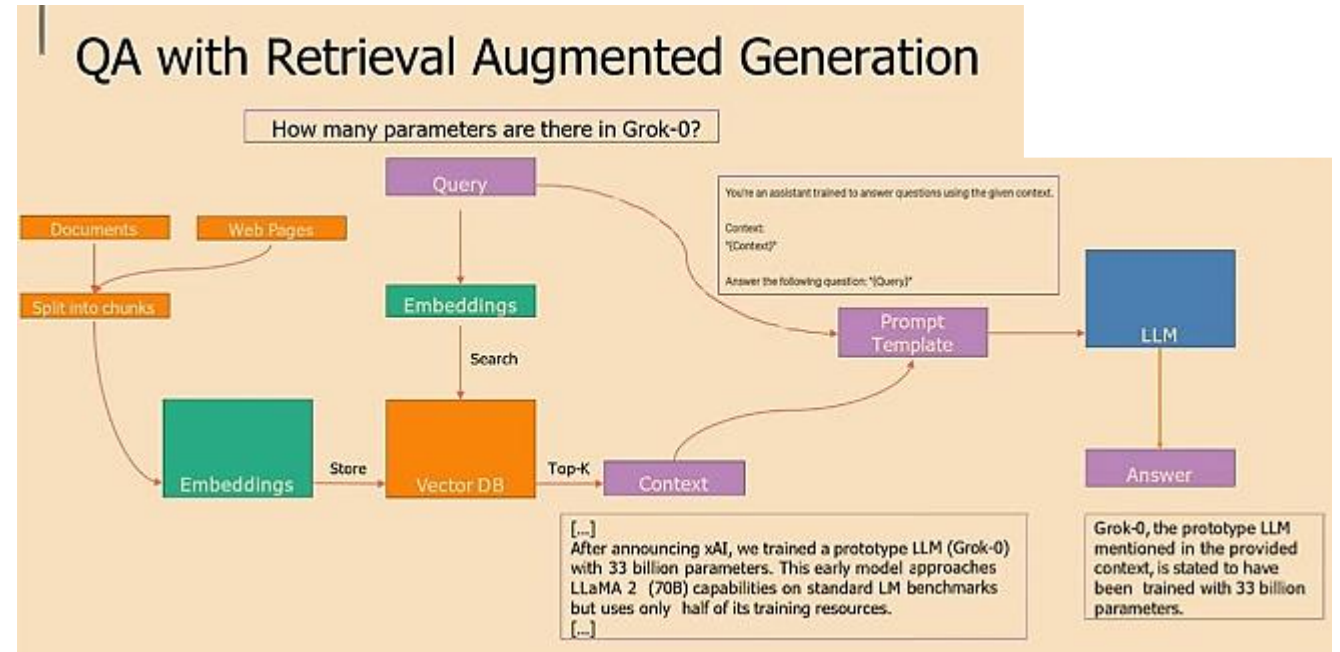 QA with Retrieval Augmented Generation
How many parameters are there in Grok-0?
Query
You're an assistant trained to answer questions using the given context.
Context:
"{Context}"
Answer the following question: "{Query}"
Documents
Web Pages
Split into chunks
Embeddings
Search
Prompt
Template
LLM
Embeddings
Store
Vector DB
Top-K
Context
Answer
[...]
After announcing xAI, we trained a prototype LLM (Grok-0)
with 33 billion parameters. This early model approaches
LLaMA 2 (70B) capabilities on standard LM benchmarks
but uses only half of its training resources.
[...]
Grok-0, the prototype LLM
mentioned in the provided
context, is stated to have
been trained with 33 billion
parameters.